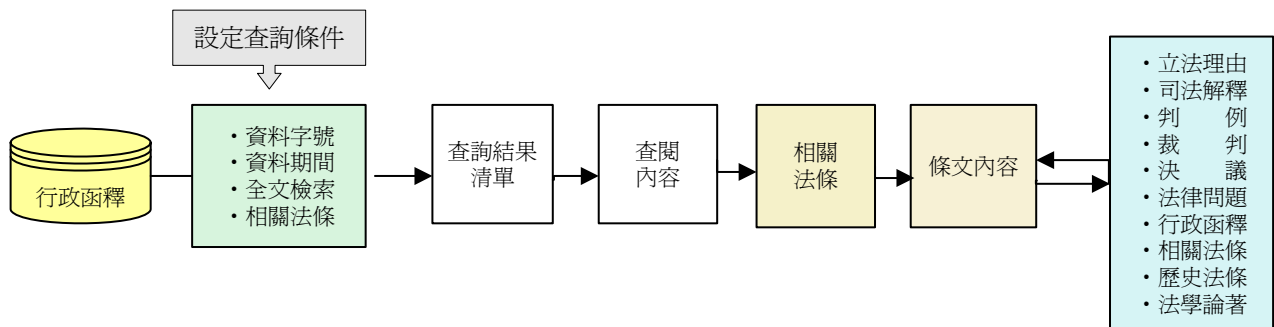 設定查詢條件
行政函釋
・資料字號
・資料期間
・全文檢索
・相關法條
查詢結果
清單
查閱
內容
相關
法條
條文內容
・立法理由
・司法解釋
・判　　例
・裁　　判
・決　　議
・法律問題
・行政函釋
・相關法條
・歷史法條
・法學論著